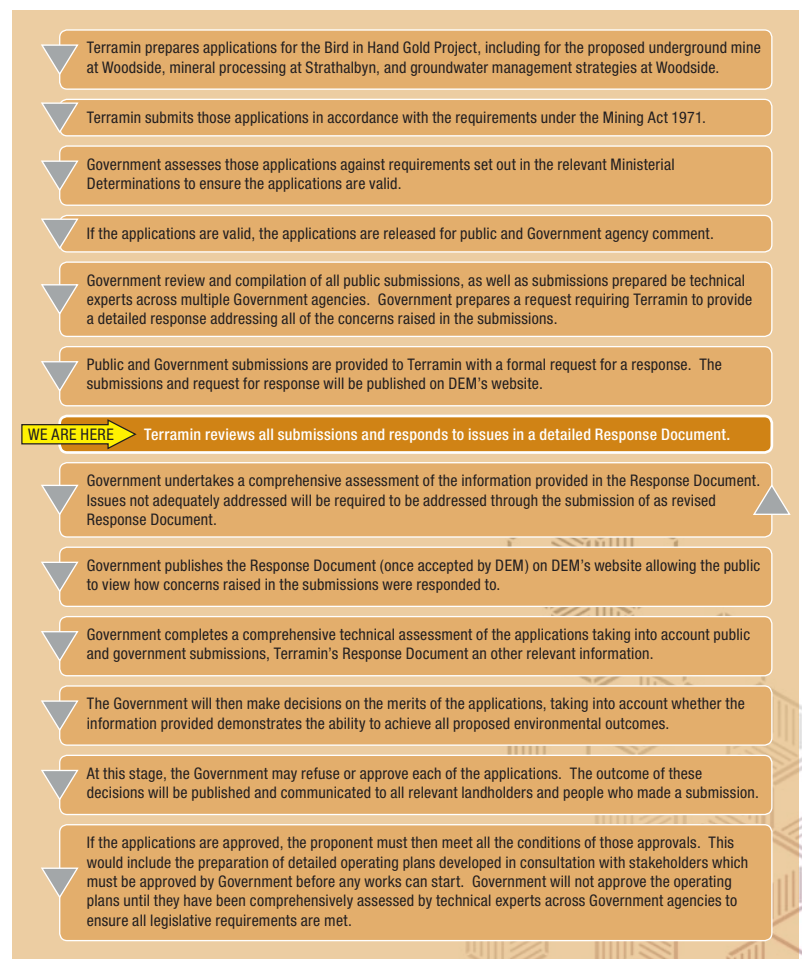 Terramin prepares applications for the Bird in Hand Gold Project, including for the proposed underground mine
at Woodside, mineral processing at Strathalbyn, and groundwater management strategies at Woodside.
Terramin submits those applications in accordance with the requirements under the Mining Act 1971.
Government assesses those applications against requirements set out in the relevant Ministerial
Determinations to ensure the applications are valid.
If the applications are valid, the applications are released for public and Government agency comment.
Government review and compilation of all public submissions, as well as submissions prepared be technical
experts across multiple Government agencies.  Government prepares a request requiring Terramin to provide
a detailed response addressing all of the concerns raised in the submissions.
Public and Government submissions are provided to Terramin with a formal request for a response.  The
submissions and request for response will be published on DEM's website.
WE ARE HERE
Terramin reviews all submissions and responds to issues in a detailed Response Document.
Government undertakes a comprehensive assessment of the information provided in the Response Document.
Issues not adequately addressed will be required to be addressed through the submission of as revised
Response Document.
Government publishes the Response Document (once accepted by DEM) on DEM's website allowing the public
to view how concerns raised in the submissions were responded to.
Government completes a comprehensive technical assessment of the applications taking into account public
and government submissions, Terramin's Response Document an other relevant information.
The Government will then make decisions on the merits of the applications, taking into account whether the
information provided demonstrates the ability to achieve all proposed environmental outcomes.
At this stage, the Government may refuse or approve each of the applications.  The outcome of these
decisions will be published and communicated to all relevant landholders and people who made a submission.
If the applications are approved, the proponent must then meet all the conditions of those approvals.  This
would include the preparation of detailed operating plans developed in consultation with stakeholders which
must be approved by Government before any works can start.  Government will not approve the operating
plans until they have been comprehensively assessed by technical experts across Government agencies to
ensure all legislative requirements are met.